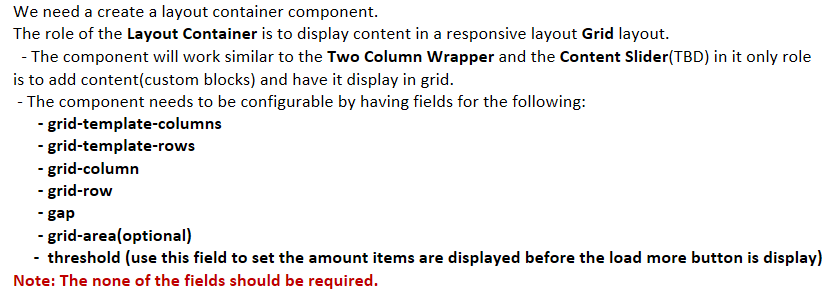 We need a create a layout container component.
The role of the Layout Container is to display content in a responsive layout Grid layout.
- The component will work similar to the Two Column Wrapper and the Content Slider(TBD) in it only role
is to add content(custom blocks) and have it display in grid.
- The component needs to be configurable by having fields for the following:
- grid-template-columns
- grid-template-rows
- grid-column
- grid-row
- gap
- grid-area(optional)
- threshold (use this field to set the amount items are displayed before the load more button is display)
Note: The none of the fields should be required.